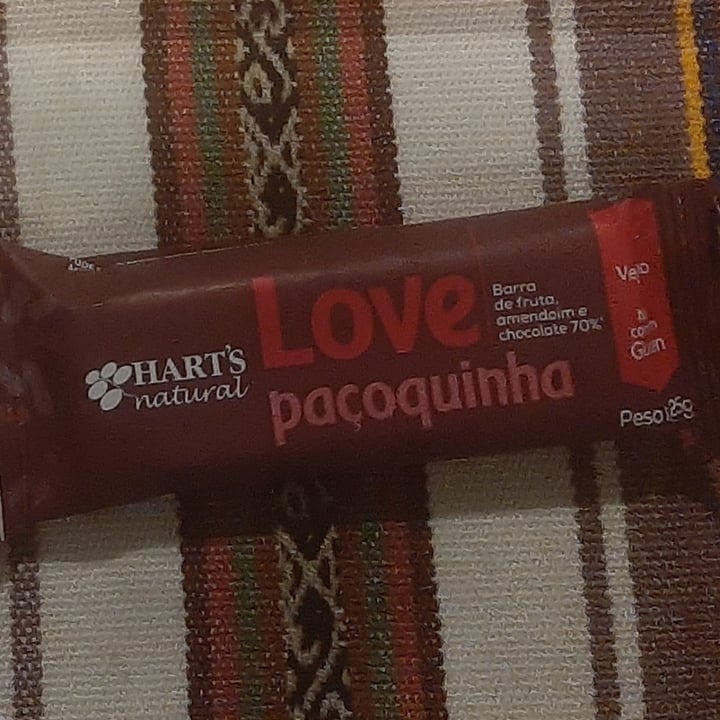 HART'S
natural
Love
paçoquinha
Barra
de fruta,
amendoim e
chocolate 70%
Peso 25g